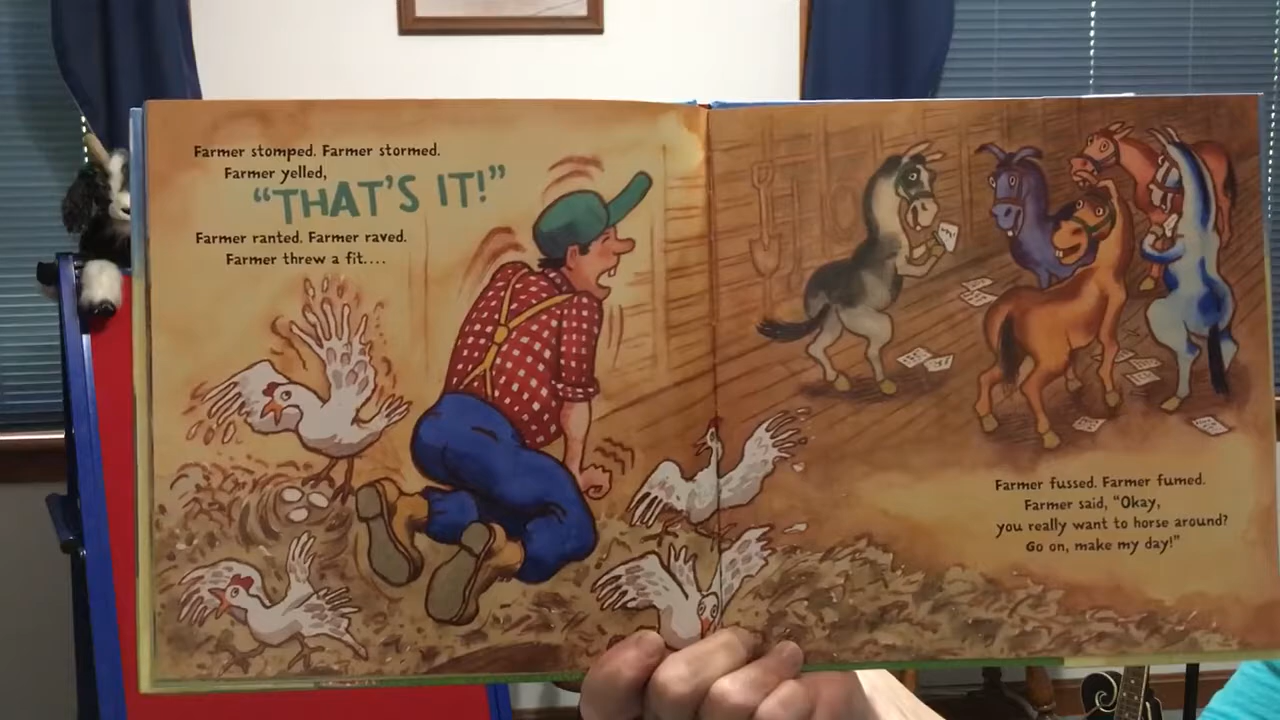 Farmer stomped. Farmer stormed.
Farmer yelled,
"THAT'S IT!"
Farmer ranted. Farmer raved.
Farmer threw a fit....
Farmer fussed. Farmer fumed.
Farmer said, "Okay,
you really want to horse around?
Go on, make my day!"